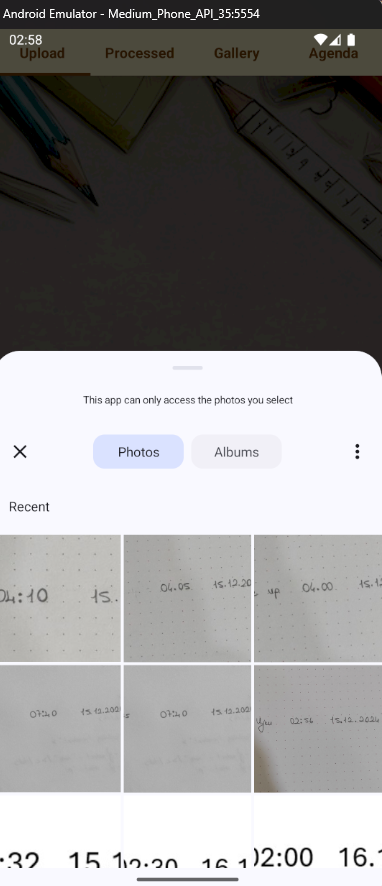 Android Emulator - Medium_Phone_API_35:5554
02:58
Upload Processed Gallery Agenda
This app can only access the photos you select
Photos Albums
Recent
04:10 15.
04.05 15.12.20
up 04.00 15.1
07:40 15.12.202
07:40 15.12.202
You 02:56 15.12.2024
:32 15.1
02:30 16.1
02:00 16.1